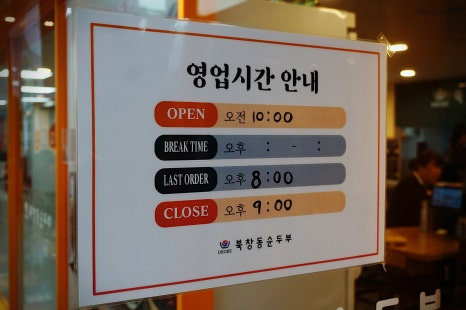 영업시간 안내
OPEN 오전 10:00
BREAK TIME 오후 : - :
LAST ORDER 오후 8:00
CLOSE 오후 9:00
북창동순두부